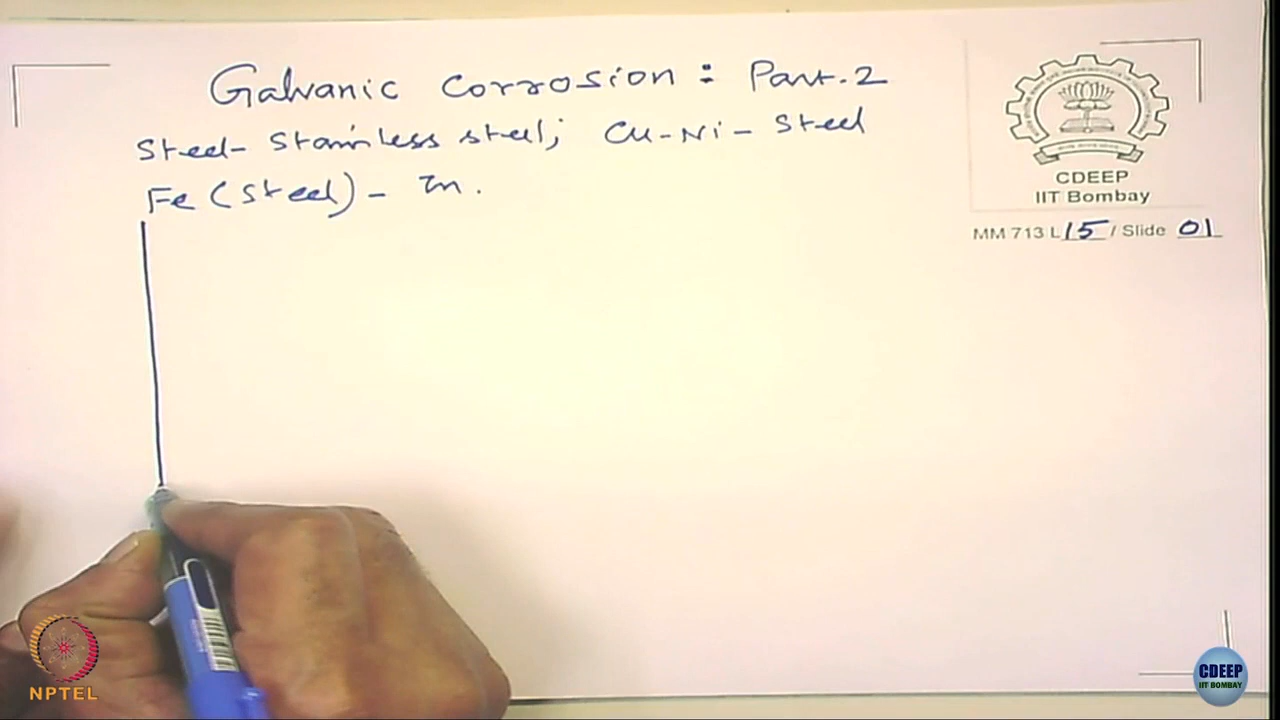 Galvanic Corrosion : Part.2
Steel- Stainless steel; Cu-Ni- Steel
Fe (Steel) - Zn.
CDEEP
IIT Bombay
MM 713 L 15 / Slide 01
NPTEL
CDEEP
IIT BOMBAY